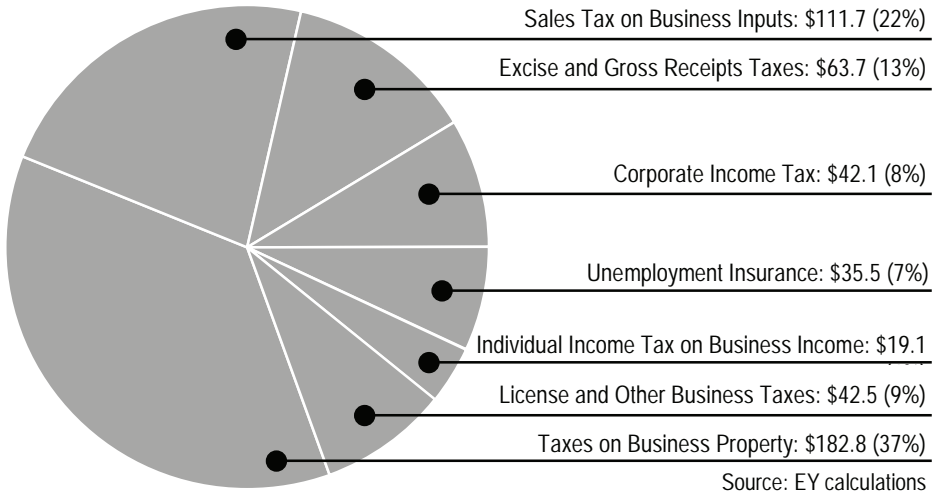 Sales Tax on Business Inputs: $111.7 (22%)
Excise and Gross Receipts Taxes: $63.7 (13%)
Corporate Income Tax: $42.1 (8%)
Unemployment Insurance: $35.5 (7%)
Individual Income Tax on Business Income: $19.1
License and Other Business Taxes: $42.5 (9%)
Taxes on Business Property: $182.8 (37%)
Source: EY calculations